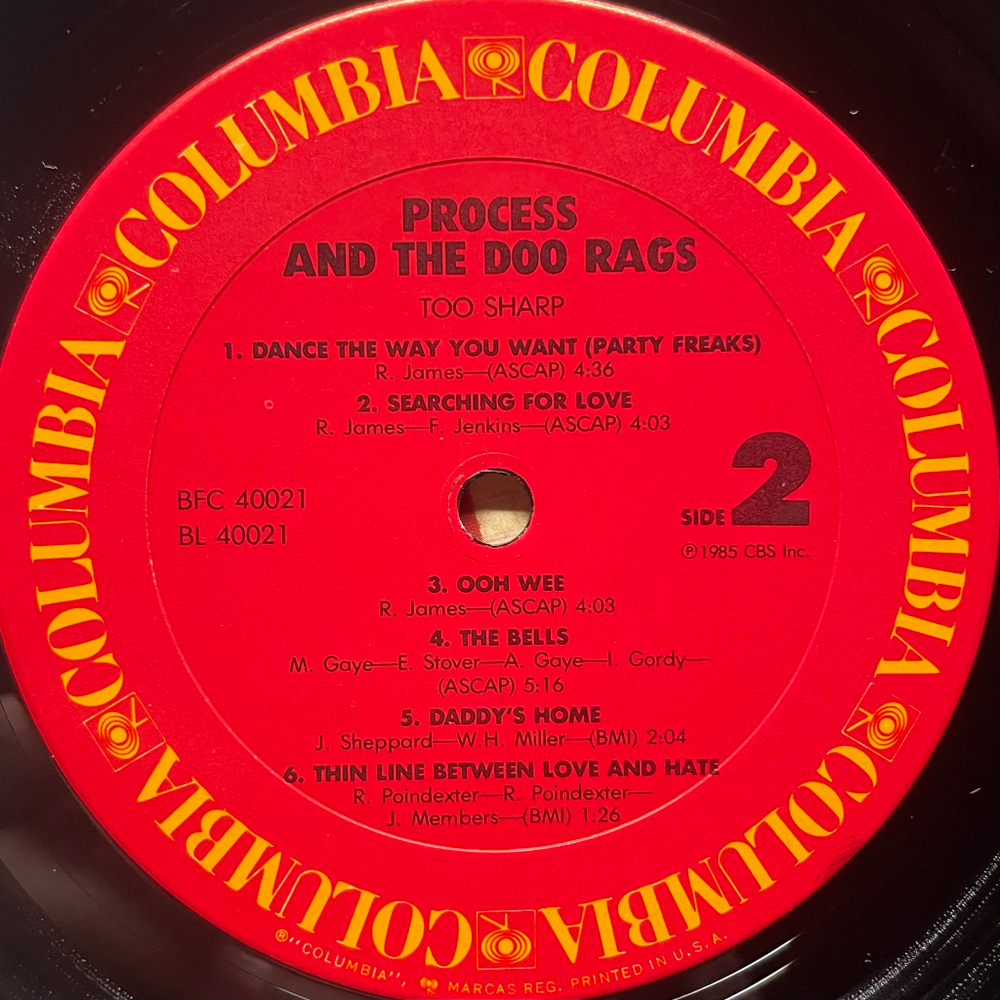 COLUMBIA COLUMBIA COLUMBIA COLUMBIA COLUMBIA COLUMBIA
PROCESS
AND THE DOO RAGS
TOO SHARP
1. DANCE THE WAY YOU WANT (PARTY FREAKS)
R. James—(ASCAP) 4:36
2. SEARCHING FOR LOVE
R. James—F. Jenkins—(ASCAP) 4:03
BFC 40021
BL 40021
SIDE 2
℗ 1985 CBS Inc.
3. OOH WEE
R. James—(ASCAP) 4:03
4. THE BELLS
M. Gaye—E. Stover—A. Gaye—I. Gordy—
(ASCAP) 5:16
5. DADDY'S HOME
J. Sheppard—W.H. Miller—(BMI) 2:04
6. THIN LINE BETWEEN LOVE AND HATE
R. Poindexter—R. Poindexter—
J. Members—(BMI) 1:26
®"COLUMBIA", MARCAS REG. PRINTED IN U.S.A.